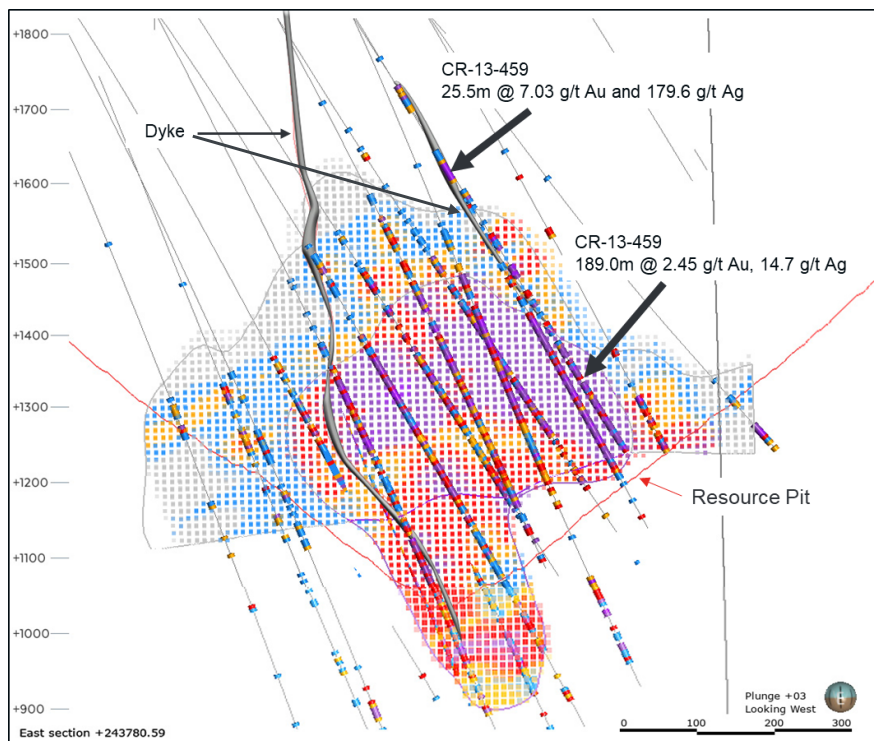 +1800
CR-13-459
25.5m @ 7.03 g/t Au and 179.6 g/t Ag
+1700
Dyke
+1600
CR-13-459
189.0m @ 2.45 g/t Au, 14.7 g/t Ag
+1500
+1400
+1300
+1200
Resource Pit
+1100
+1000
+900
Plunge +03
Looking West
East section +243780.59
0 100 200 300